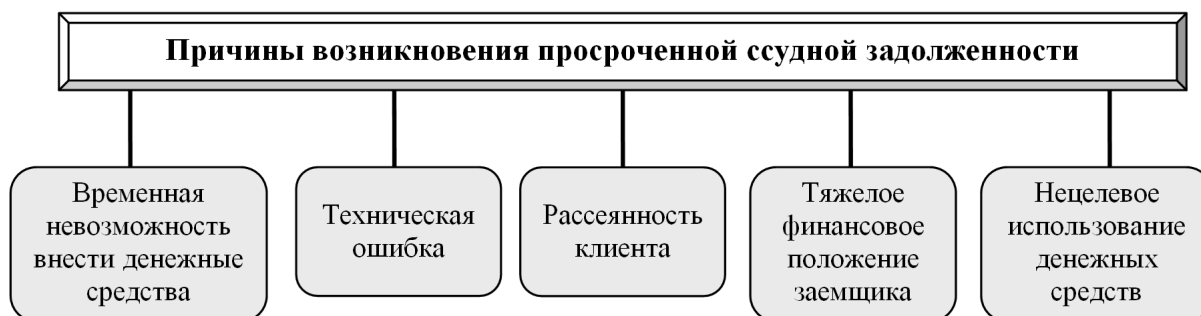 Причины возникновения просроченной ссудной задолженности
Временная
невозможность
внести денежные
средства
Техническая
ошибка
Рассеянность
клиента
Тяжелое
финансовое
положение
заемщика
Нецелевое
использование
денежных
средств